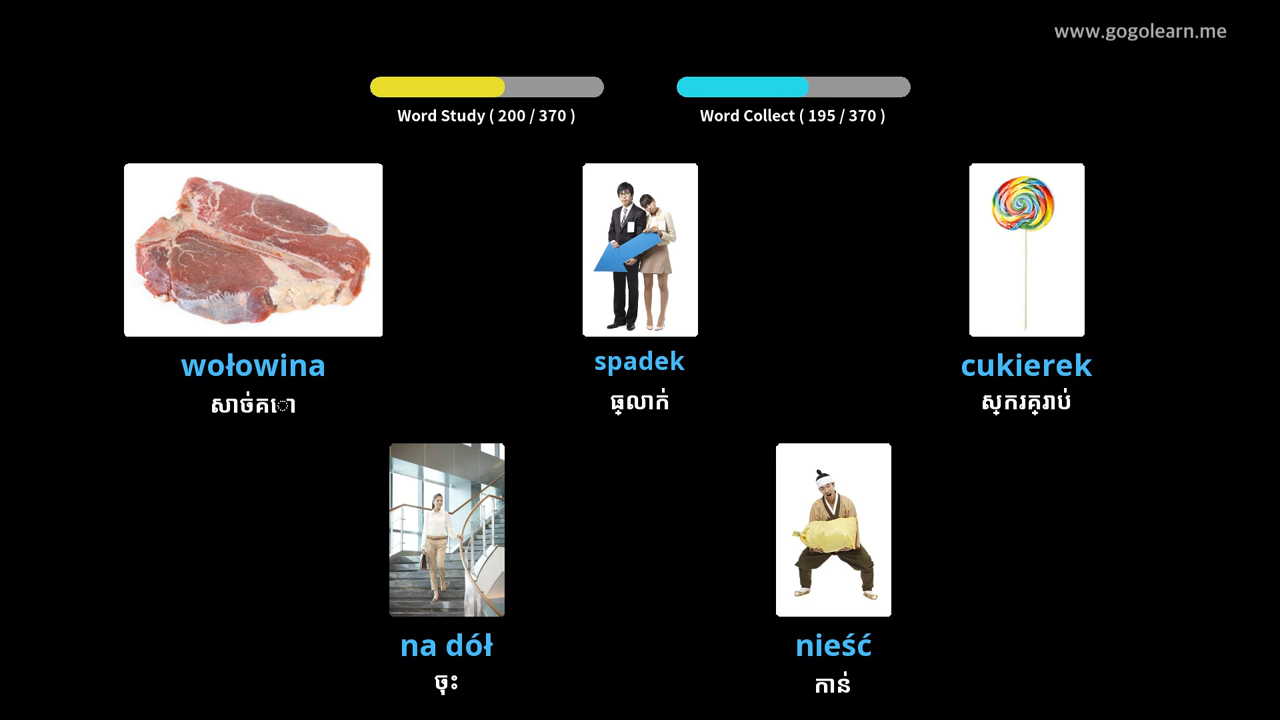 www.gogolearn.me
Word Study ( 200 / 370 )
Word Collect ( 195 / 370 )
wołowina
សាច់គោ
spadek
ធ្លាក់
cukierek
ស្ករគ្រាប់
na dół
ចុះ
nieść
កាន់